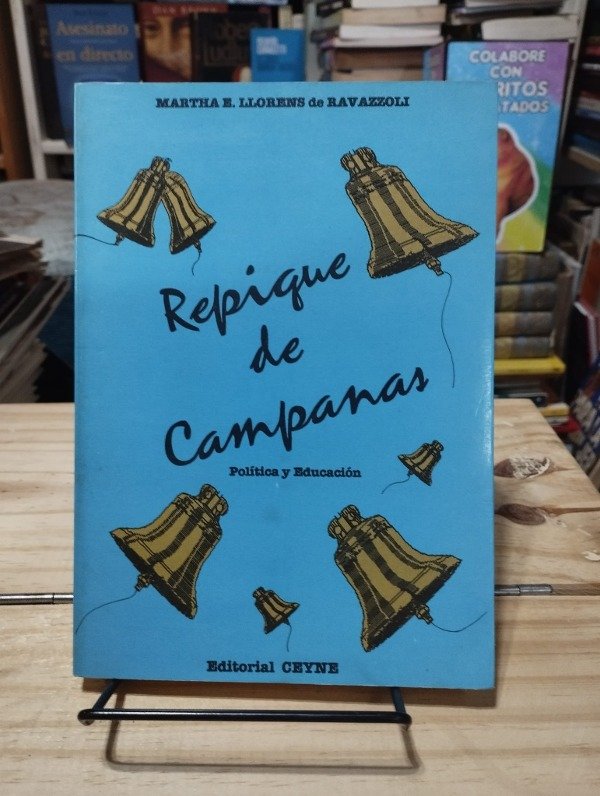 Asesinato
en directo
MARTHA E. LLORENS de RAVAZZOLI
Repique
de
Campanas
Política y Educación
Editorial CEYNE
COLABORE
CON